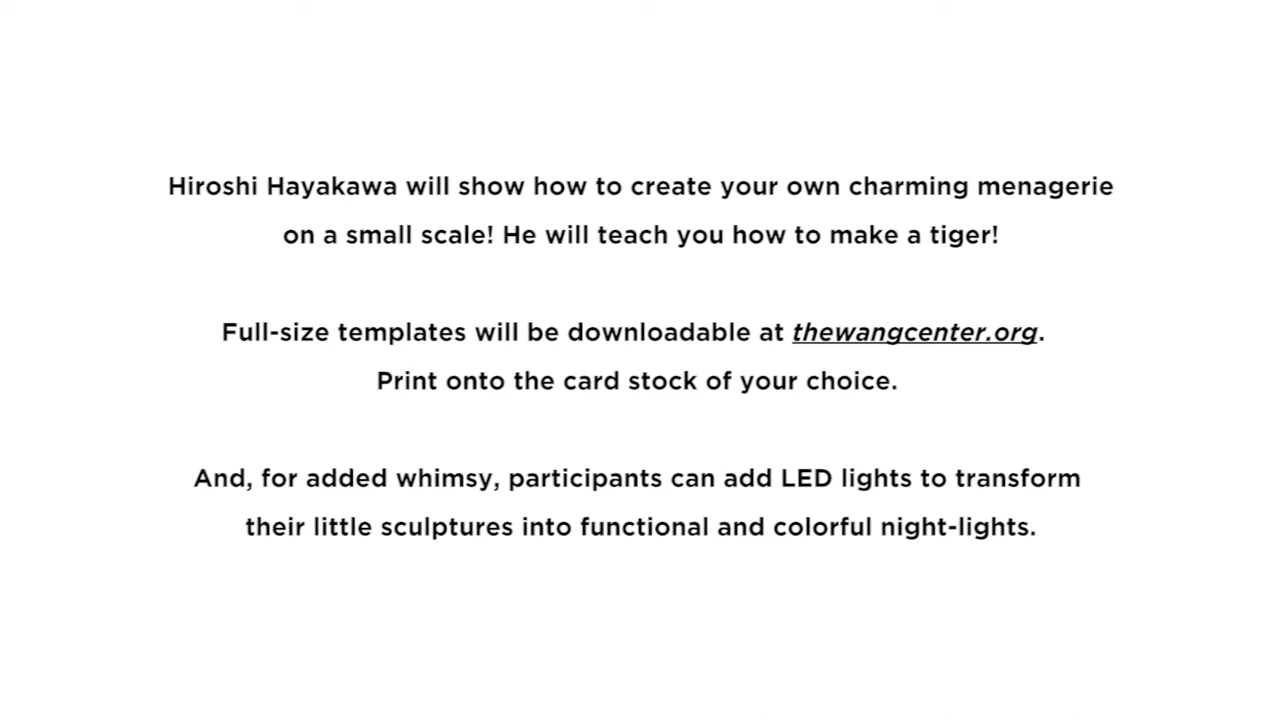 Hiroshi Hayakawa will show how to create your own charming menagerie
on a small scale! He will teach you how to make a tiger!
Full-size templates will be downloadable at thewangcenter.org.
Print onto the card stock of your choice.
And, for added whimsy, participants can add LED lights to transform
their little sculptures into functional and colorful night-lights.